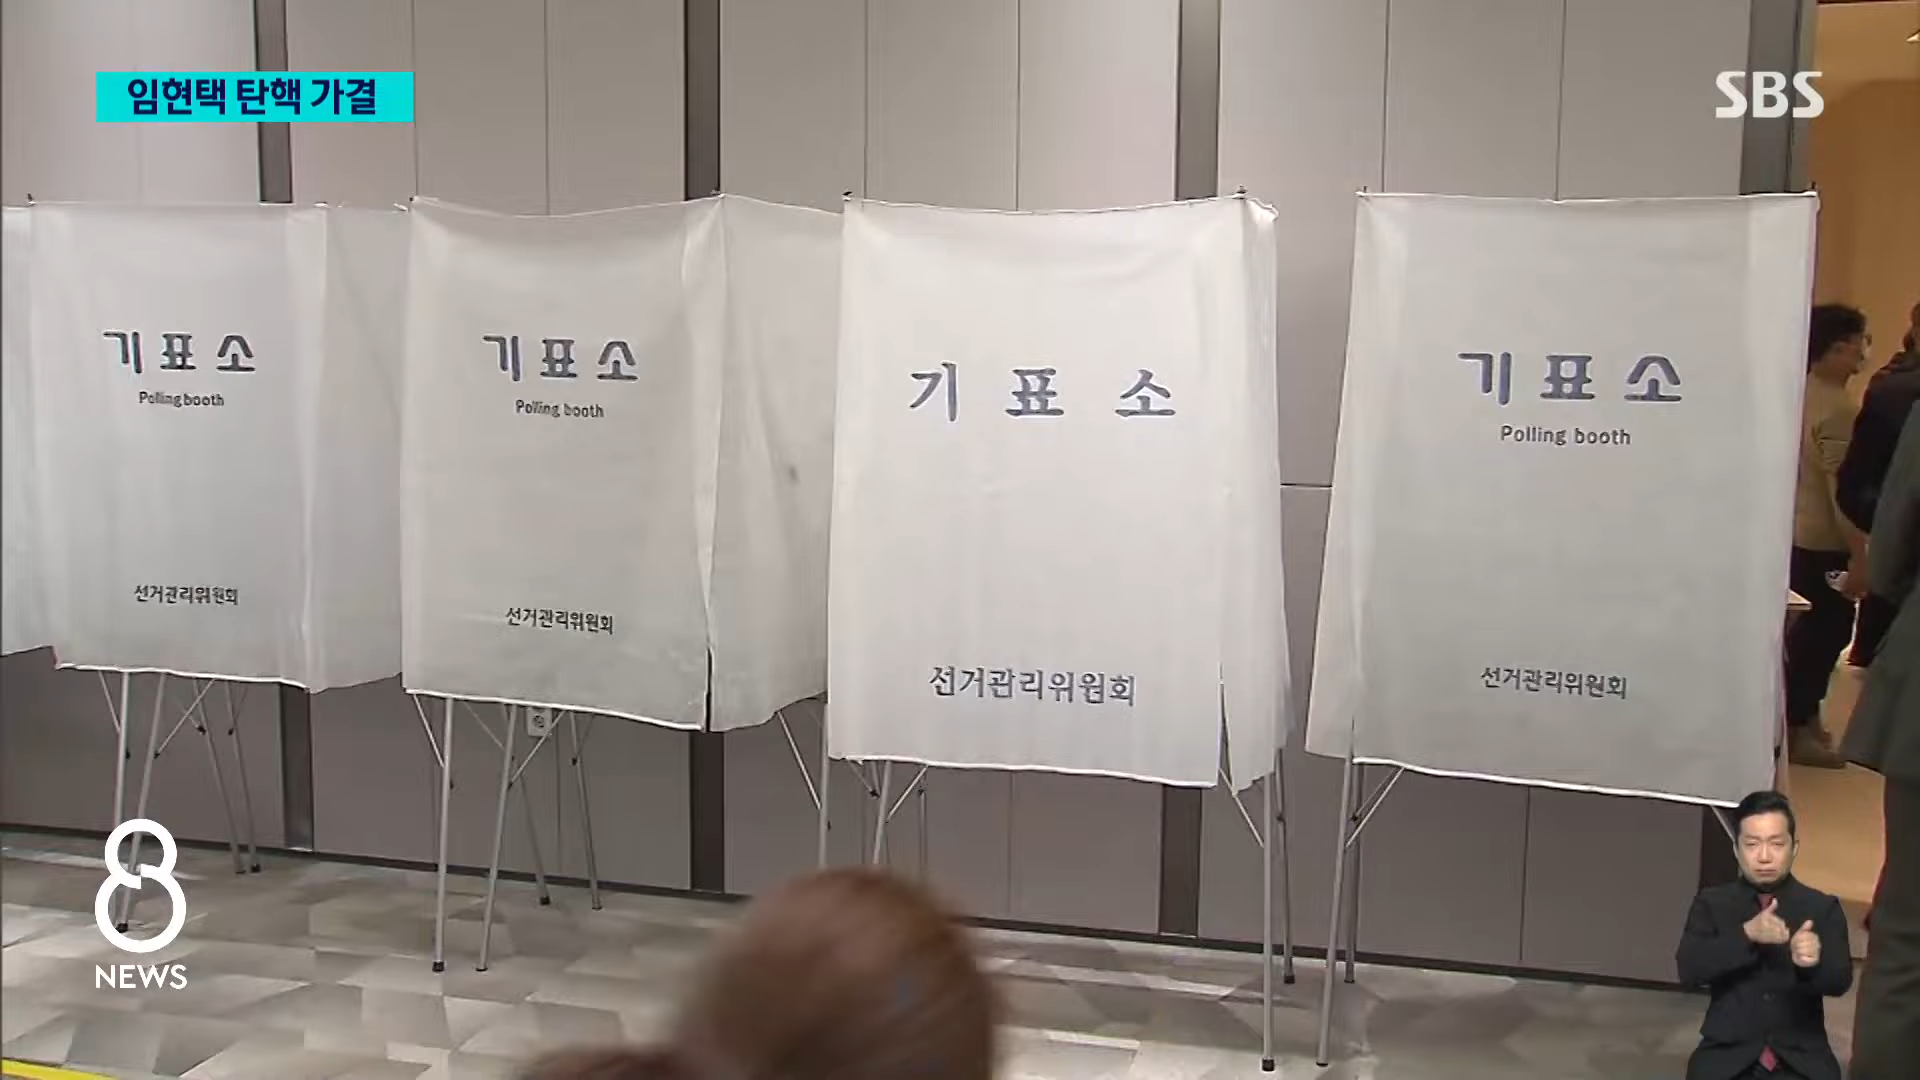 임현택 탄핵 가결
SBS
기표소
Polling booth
선거관리위원회
기표소
Polling booth
선거관리위원회
기 표 소
선거관리위원회
기표소
Polling booth
선거관리위원회
8
NEWS